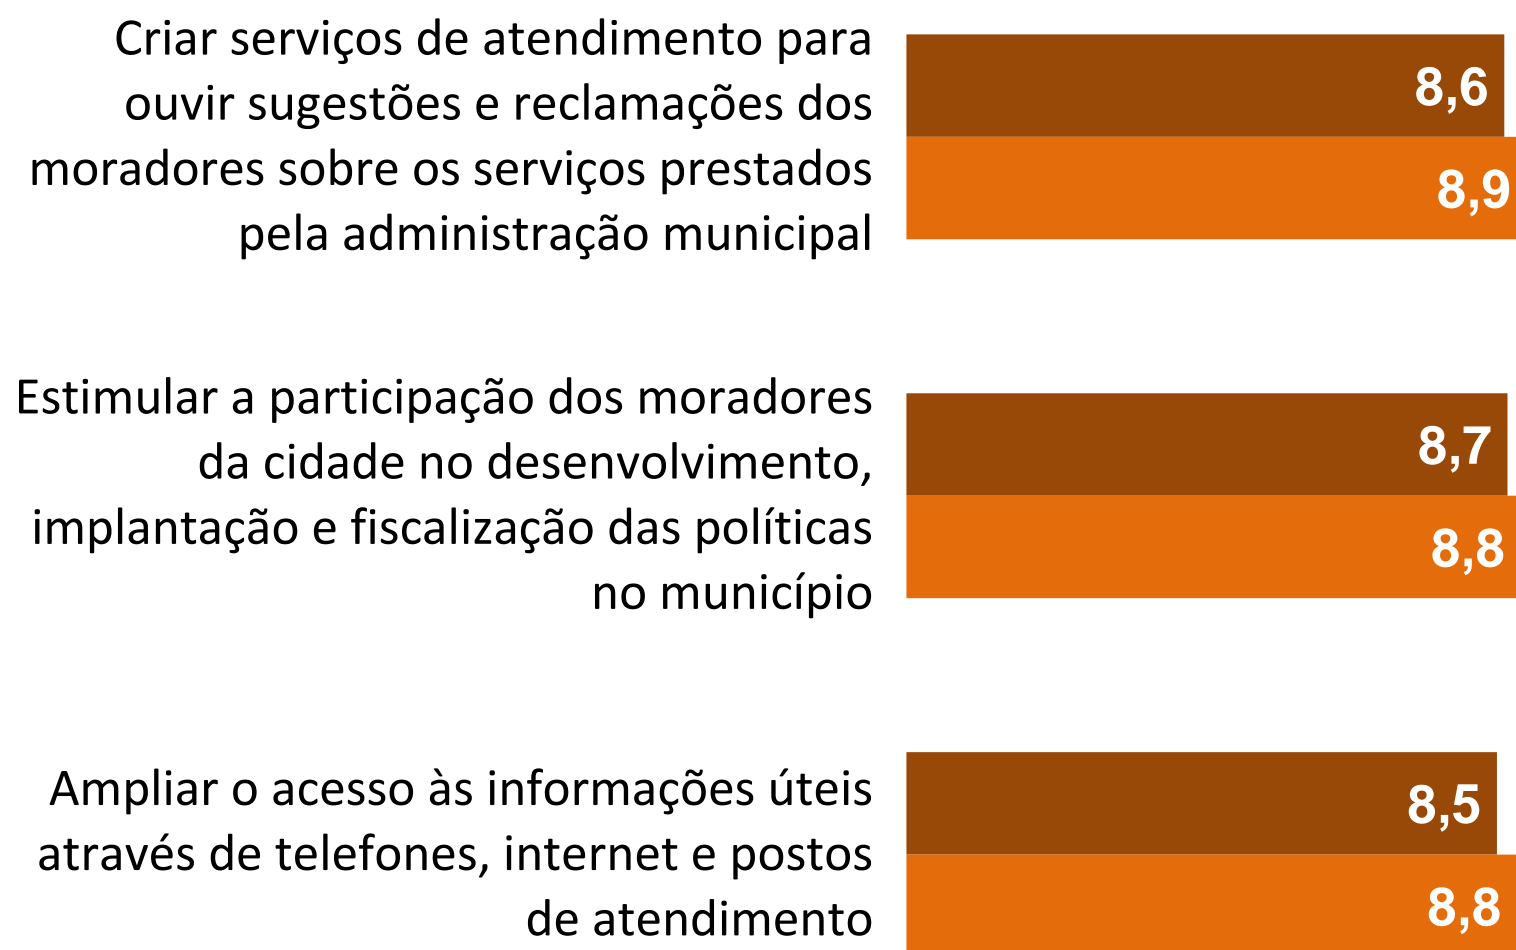 Criar serviços de atendimento para
ouvir sugestões e reclamações dos
moradores sobre os serviços prestados
pela administração municipal
8,6
8,9
Estimular a participação dos moradores
da cidade no desenvolvimento,
implantação e fiscalização das políticas
no município
8,7
8,8
Ampliar o acesso às informações úteis
através de telefones, internet e postos
de atendimento
8,5
8,8